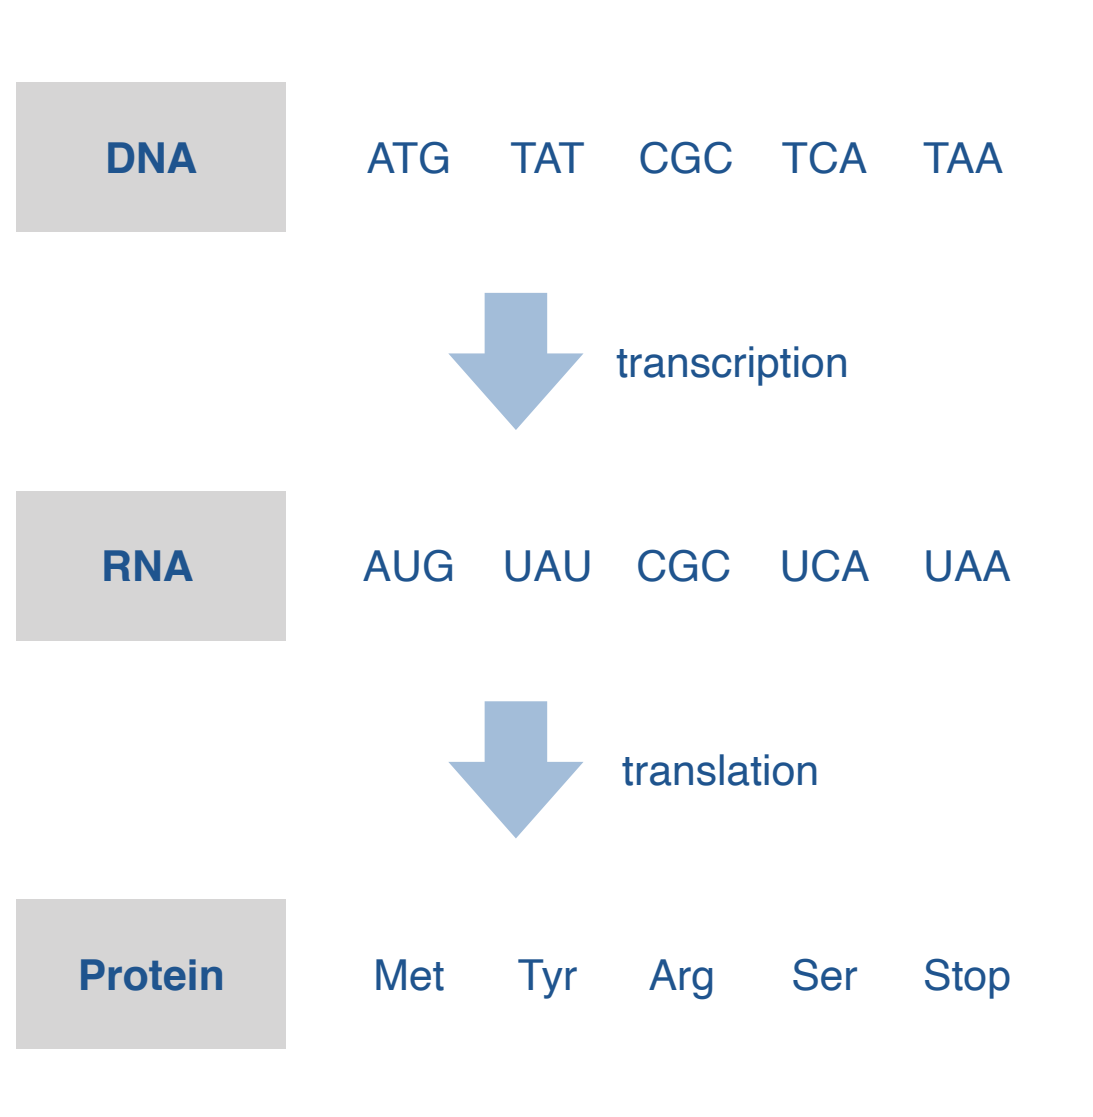 DNA ATG TAT CGC TCA TAA
transcription
RNA AUG UAU CGC UCA UAA
translation
Protein Met Tyr Arg Ser Stop